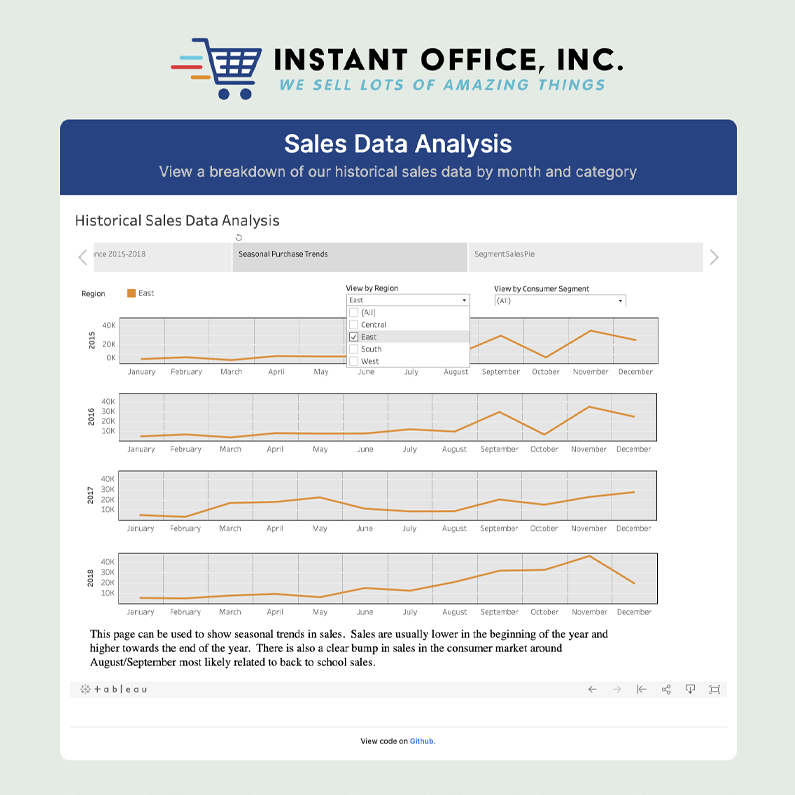 INSTANT OFFICE, INC.
WE SELL LOTS OF AMAZING THINGS
Sales Data Analysis
View a breakdown of our historical sales data by month and category
Historical Sales Data Analysis
2015-2018
Seasonal Purchase Trends
SegmentSalesPie
Region
East
View by Region
East
(All)
Central
East
South
West
View by Consumer Segment
(All)
2015
40K
20K
0K
January February March April May June July August September October November December
2016
40K
30K
20K
10K
January February March April May June July August September October November December
2017
40K
30K
20K
10K
January February March April May June July August September October November December
2018
40K
30K
20K
10K
January February March April May June July August September October November December
This page can be used to show seasonal trends in sales. Sales are usually lower in the beginning of the year and
higher towards the end of the year. There is also a clear bump in sales in the consumer market around
August/September most likely related to back to school sales.
+ableau
View code on Github.